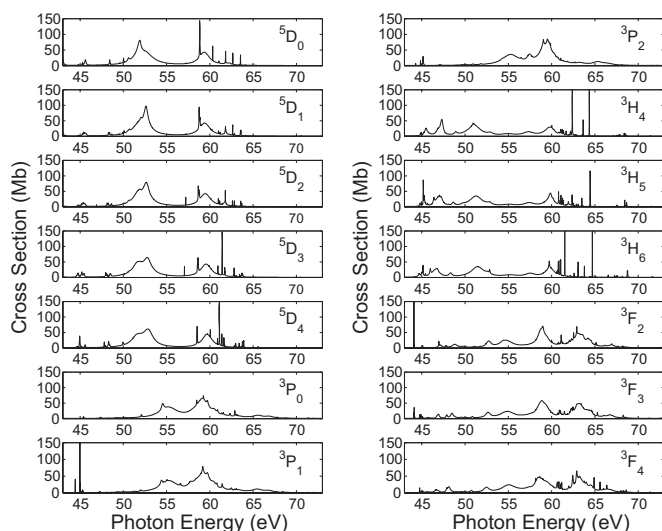 150 100 50 0 ⁵D₀
150 100 50 0 ⁵D₁
150 100 50 0 ⁵D₂
150 100 50 0 ⁵D₃
150 100 50 0 ⁵D₄
150 100 50 0 ³P₀
150 100 50 0 ³P₁
45 50 55 60 65 70
Cross Section (Mb)
Photon Energy (eV)
150 100 50 0 ³P₂
150 100 50 0 ³H₄
150 100 50 0 ³H₅
150 100 50 0 ³H₆
150 100 50 0 ³F₂
150 100 50 0 ³F₃
150 100 50 0 ³F₄
45 50 55 60 65 70
Cross Section (Mb)
Photon Energy (eV)